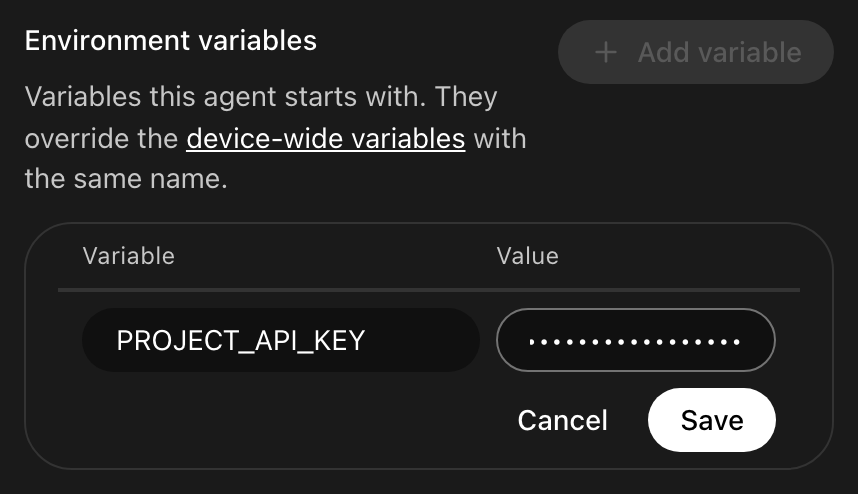 Environment variables
+ Add variable
Variables this agent starts with. They
override the device-wide variables with
the same name.
Variable Value
PROJECT_API_KEY •••••••••••••••••
Cancel Save